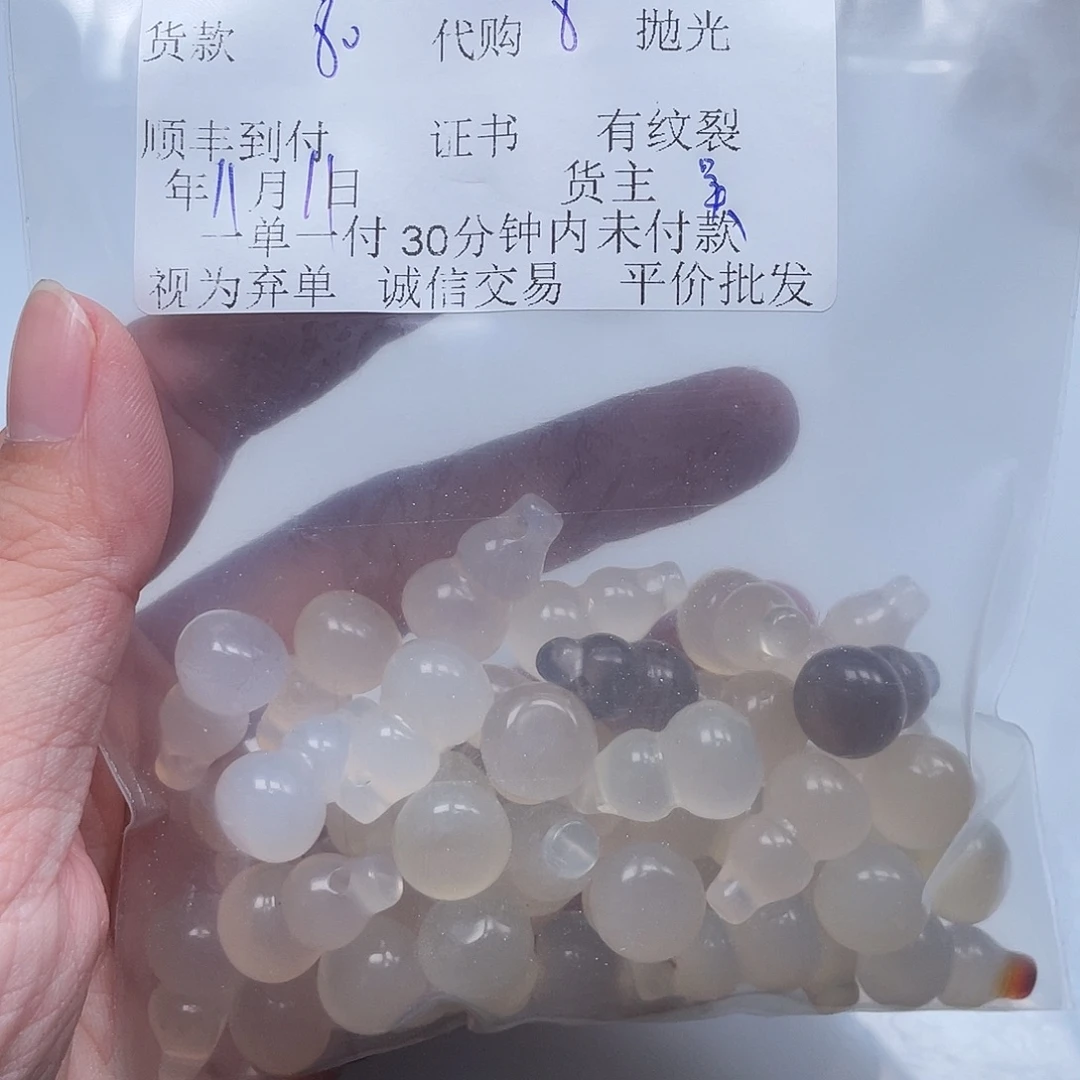 货款 80 代购 8 抛光
顺丰到付 证书 有纹裂
年11月11日 货主
一单一付 30分钟内未付款
视为弃单 诚信交易 平价批发